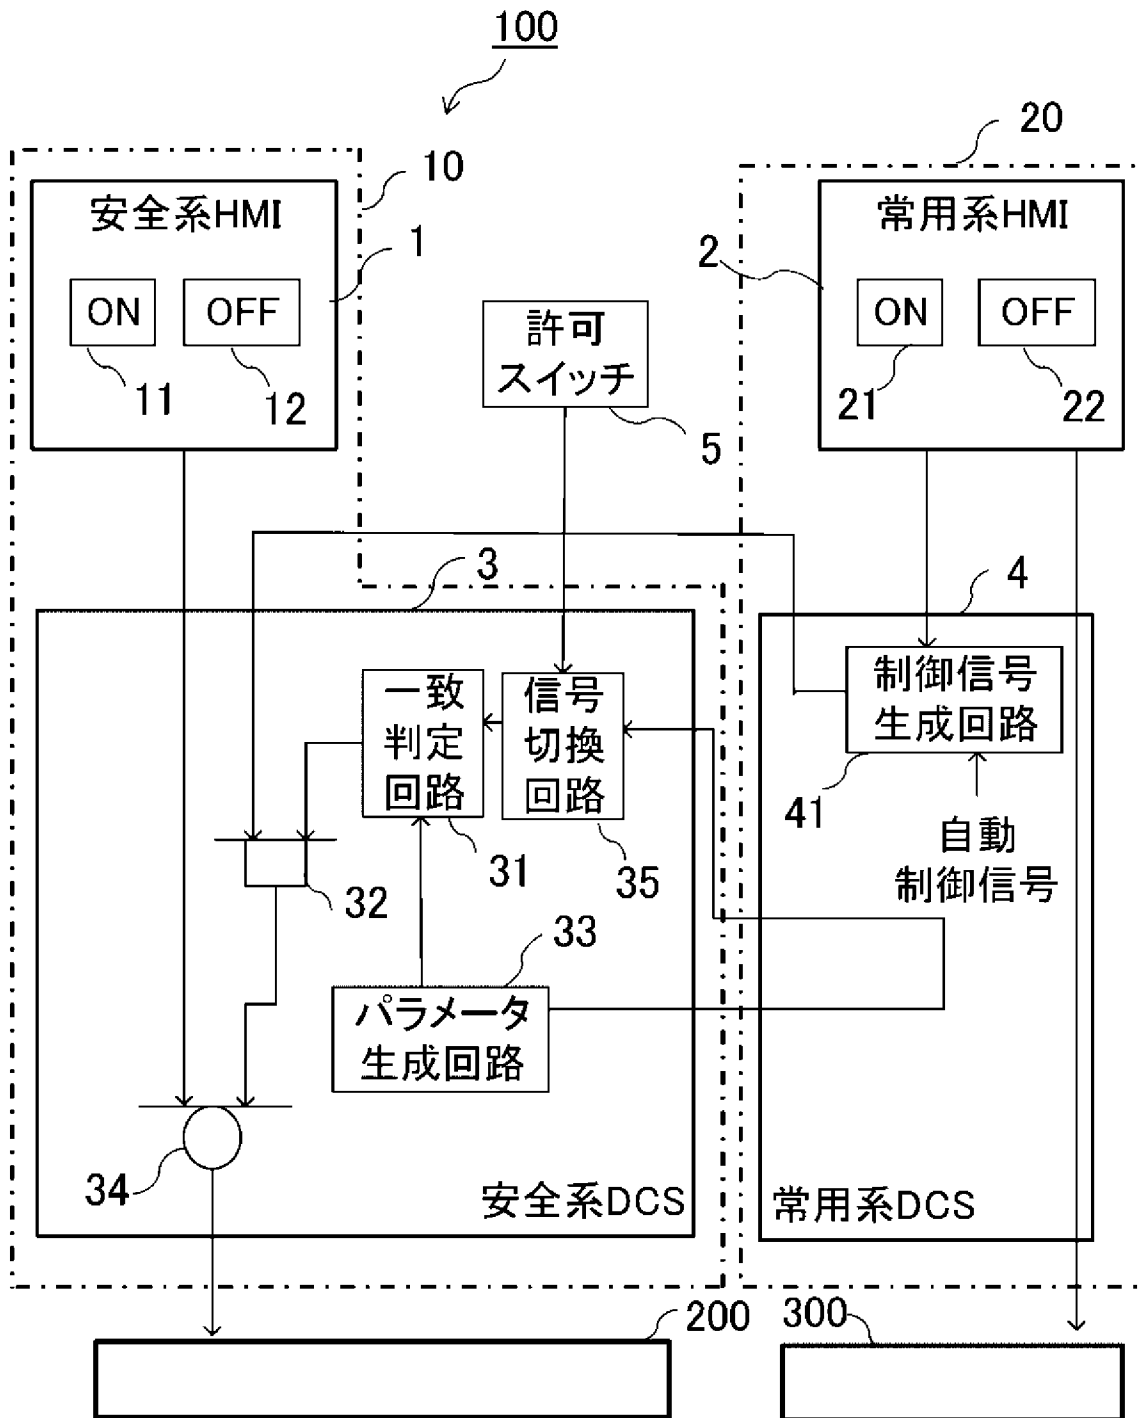 100
20
10
安全系HMI
常用系HMI
1
2
ON
OFF
許可
スイッチ
ON
OFF
11
12
21
22
5
3
4
一致
判定
回路
信号
切換
回路
制御信号
生成回路
41
自動
制御信号
31
35
32
33
パラメータ
生成回路
34
安全系DCS
常用系DCS
200
300